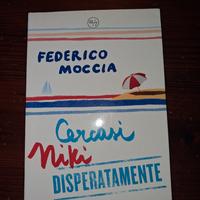 FEDERICO
MOCCIA
Cercasi
Niki
DISPERATAMENTE